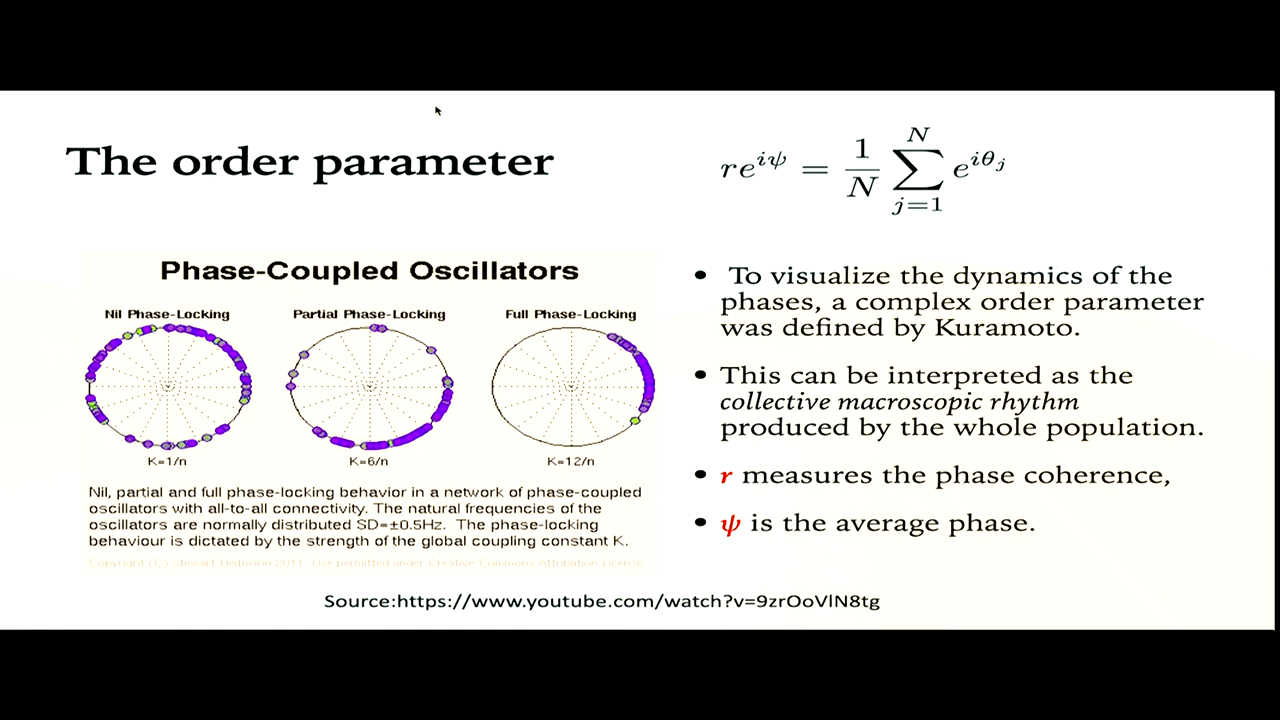 The order parameter
re^{iψ} = \frac{1}{N} \sum_{j=1}^{N} e^{iθ_j}
Phase-Coupled Oscillators
Nil Phase-Locking
Partial Phase-Locking
Full Phase-Locking
K=1/n
K=6/n
K=12/n
Nil, partial and full phase-locking behavior in a network of phase-coupled
oscillators with all-to-all connectivity. The natural frequencies of the
oscillators are normally distributed SD=±0.5Hz. The phase-locking
behaviour is dictated by the strength of the global coupling constant K.
Copyright (C) Stewart Heitmann 2011. Use permitted under Creative Commons Attribution License
• To visualize the dynamics of the
phases, a complex order parameter
was defined by Kuramoto.
• This can be interpreted as the
collective macroscopic rhythm
produced by the whole population.
• r measures the phase coherence,
• ψ is the average phase.
Source:https://www.youtube.com/watch?v=9zrOoVlN8tg